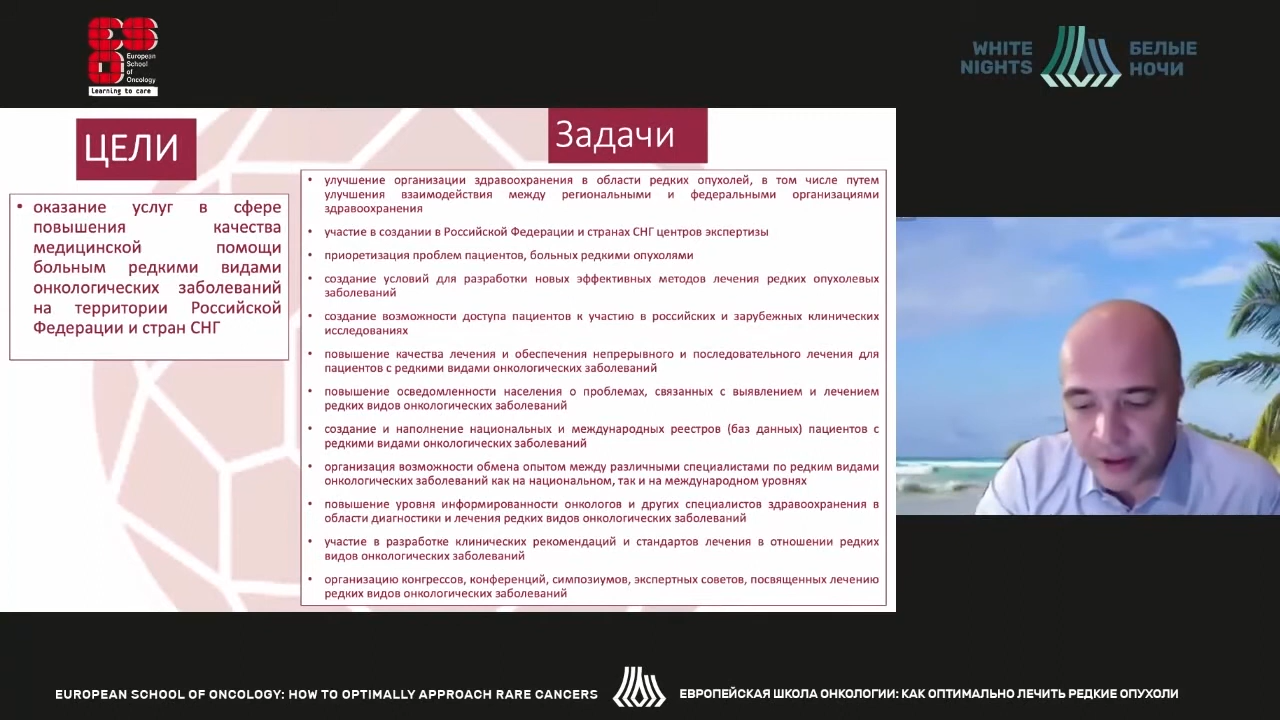 ESO
European
School
of
Oncology
Learning to care
WHITE
NIGHTS
БЕЛЫЕ
НОЧИ
ЦЕЛИ
• оказание услуг в сфере
повышения качества
медицинской помощи
больным редкими видами
онкологических заболеваний
на территории Российской
Федерации и стран СНГ
Задачи
• улучшение организации здравоохранения в области редких опухолей, в том числе путем
улучшения взаимодействия между региональными и федеральными организациями
здравоохранения
• участие в создании в Российской Федерации и странах СНГ центров экспертизы
• приоретизация проблем пациентов, больных редкими опухолями
• создание условий для разработки новых эффективных методов лечения редких опухолевых
заболеваний
• создание возможности доступа пациентов к участию в российских и зарубежных клинических
исследованиях
• повышение качества лечения и обеспечения непрерывного и последовательного лечения для
пациентов с редкими видами онкологических заболеваний
• повышение осведомленности населения о проблемах, связанных с выявлением и лечением
редких видов онкологических заболеваний
• создание и наполнение национальных и международных реестров (баз данных) пациентов с
редкими видами онкологических заболеваний
• организация возможности обмена опытом между различными специалистами по редким видами
онкологических заболеваний как на национальном, так и на международном уровнях
• повышение уровня информированности онкологов и других специалистов здравоохранения в
области диагностики и лечения редких видов онкологических заболеваний
• участие в разработке клинических рекомендаций и стандартов лечения в отношении редких
видов онкологических заболеваний
• организацию конгрессов, конференций, симпозиумов, экспертных советов, посвященных лечению
редких видов онкологических заболеваний
EUROPEAN SCHOOL OF ONCOLOGY: HOW TO OPTIMALLY APPROACH RARE CANCERS
ЕВРОПЕЙСКАЯ ШКОЛА ОНКОЛОГИИ: КАК ОПТИМАЛЬНО ЛЕЧИТЬ РЕДКИЕ ОПУХОЛИ